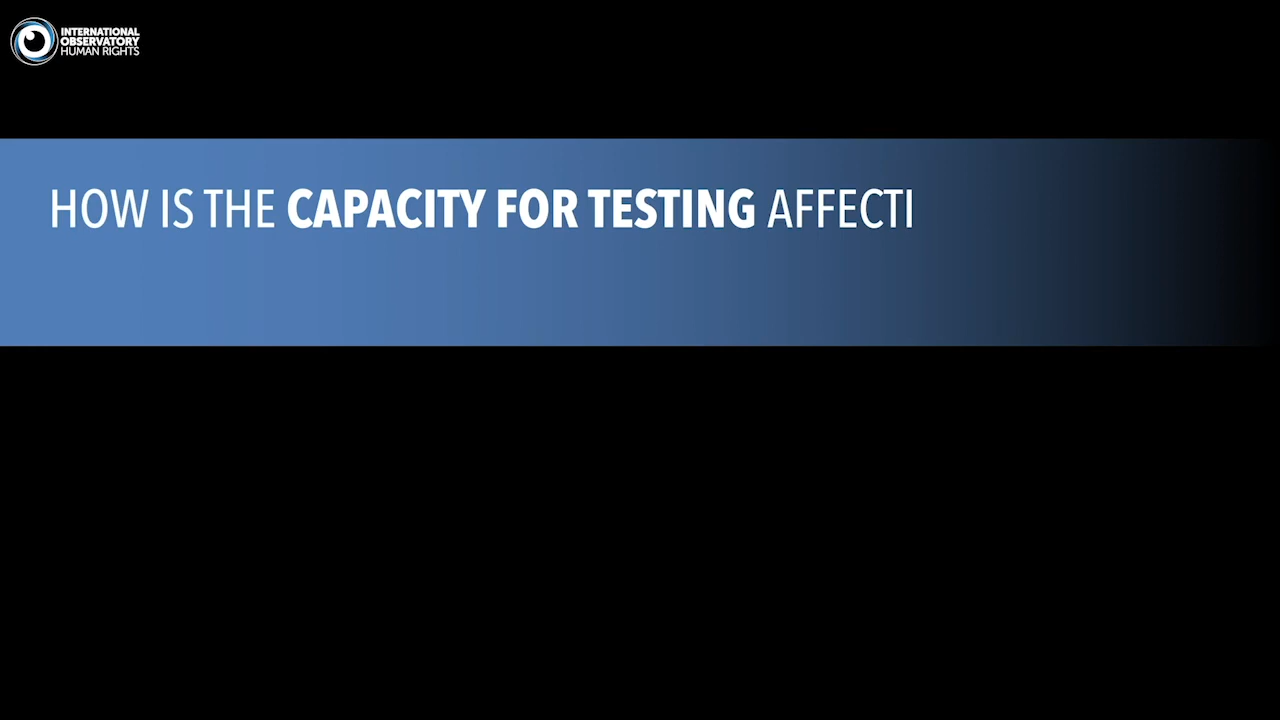 INTERNATIONAL
OBSERVATORY
HUMAN RIGHTS
HOW IS THE CAPACITY FOR TESTING AFFECTI